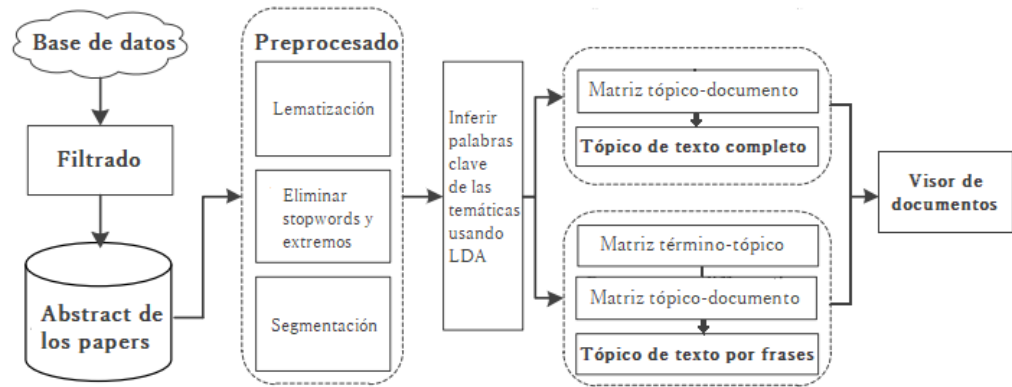 Base de datos
Filtrado
Abstract de
los papers
Preprocesado
Lematización
Eliminar
stopwords y
extremos
Segmentación
Inferir
palabras
clave
de las
temáticas
usando
LDA
Matriz tópico-documento
Tópico de texto completo
Matriz término-tópico
Matriz tópico-documento
Tópico de texto por frases
Visor de
documentos